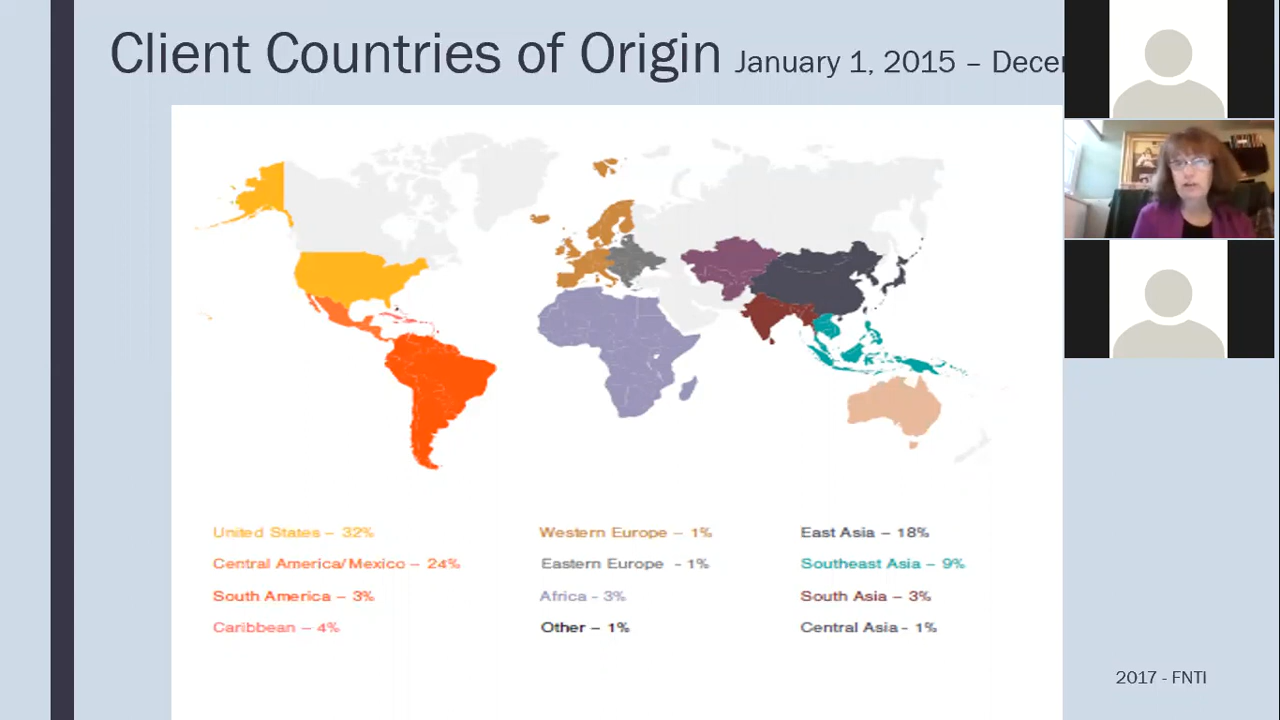 Client Countries of Origin January 1, 2015 –
United States – 32%
Central America/Mexico – 24%
South America – 3%
Caribbean – 4%
Western Europe – 1%
Eastern Europe - 1%
Africa - 3%
Other – 1%
East Asia – 18%
Southeast Asia – 9%
South Asia – 3%
Central Asia - 1%
2017 - FNTI